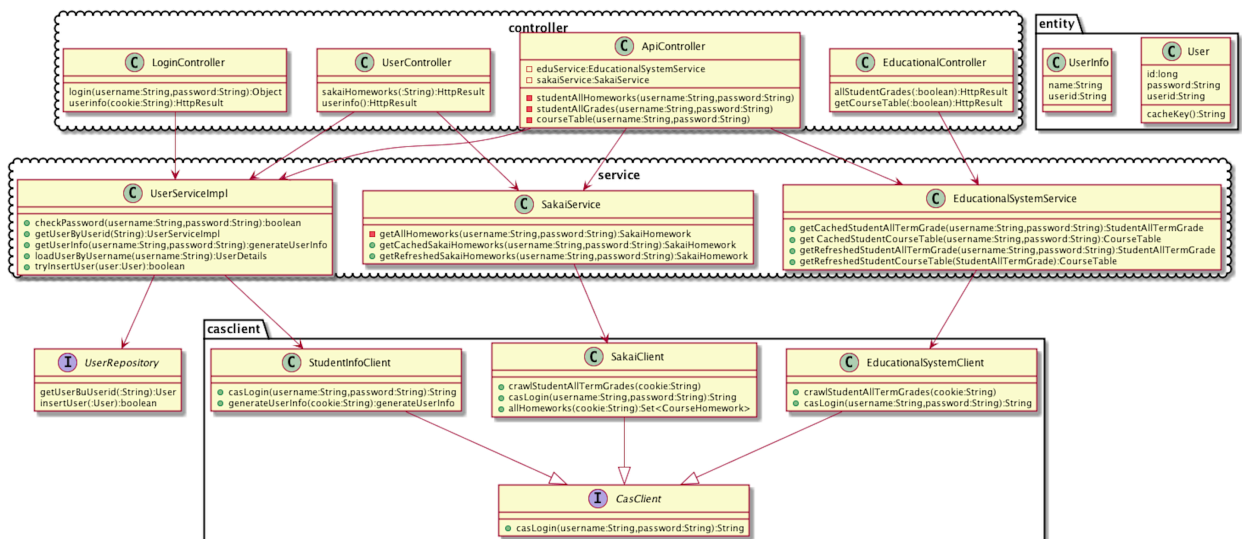 controller
entity
C LoginController
login(username:String,password:String):Object
userinfo(cookie:String):HttpResult
C UserController
sakaiHomeworks(:String):HttpResult
userinfo():HttpResult
C ApiController
eduService:EducationalSystemService
sakaiService:SakaiService
studentAllHomeworks(username:String,password:String)
studentAllGrades(username:String,password:String)
courseTable(username:String,password:String)
C EducationalController
allStudentGrades(:boolean):HttpResult
getCourseTable(:boolean):HttpResult
C UserInfo
name:String
userid:String
C User
id:long
password:String
userid:String
cacheKey():String
service
C UserServiceImpl
checkPassword(username:String,password:String):boolean
getUserByUserid(String):UserServiceImpl
getUserInfo(username:String,password:String):generateUserInfo
loadUserByUsername(username:String):UserDetails
tryInsertUser(user:User):boolean
C SakaiService
getAllHomeworks(username:String,password:String):SakaiHomework
getCachedSakaiHomeworks(username:String,password:String):SakaiHomework
getRefreshedSakaiHomeworks(username:String,password:String):SakaiHomework
C EducationalSystemService
getCachedStudentAllTermGrade(username:String,password:String):StudentAllTermGrade
get CachedStudentCourseTable(username:String,password:String):CourseTable
getRefreshedStudentAllTermGrade(username:String,password:String):StudentAllTermGrade
getRefreshedStudentCourseTable(StudentAllTermGrade):CourseTable
casclient
I UserRepository
getUserBuUserid(:String):User
insertUser(:User):boolean
C StudentInfoClient
casLogin(username:String,password:String):String
generateUserInfo(cookie:String):generateUserInfo
C SakaiClient
crawlStudentAllTermGrades(cookie:String)
casLogin(username:String,password:String):String
allHomeworks(cookie:String):Set<CourseHomework>
C EducationalSystemClient
crawlStudentAllTermGrades(cookie)
casLogin(username:String,password:String):String
I CasClient
casLogin(username:String,password:String):String